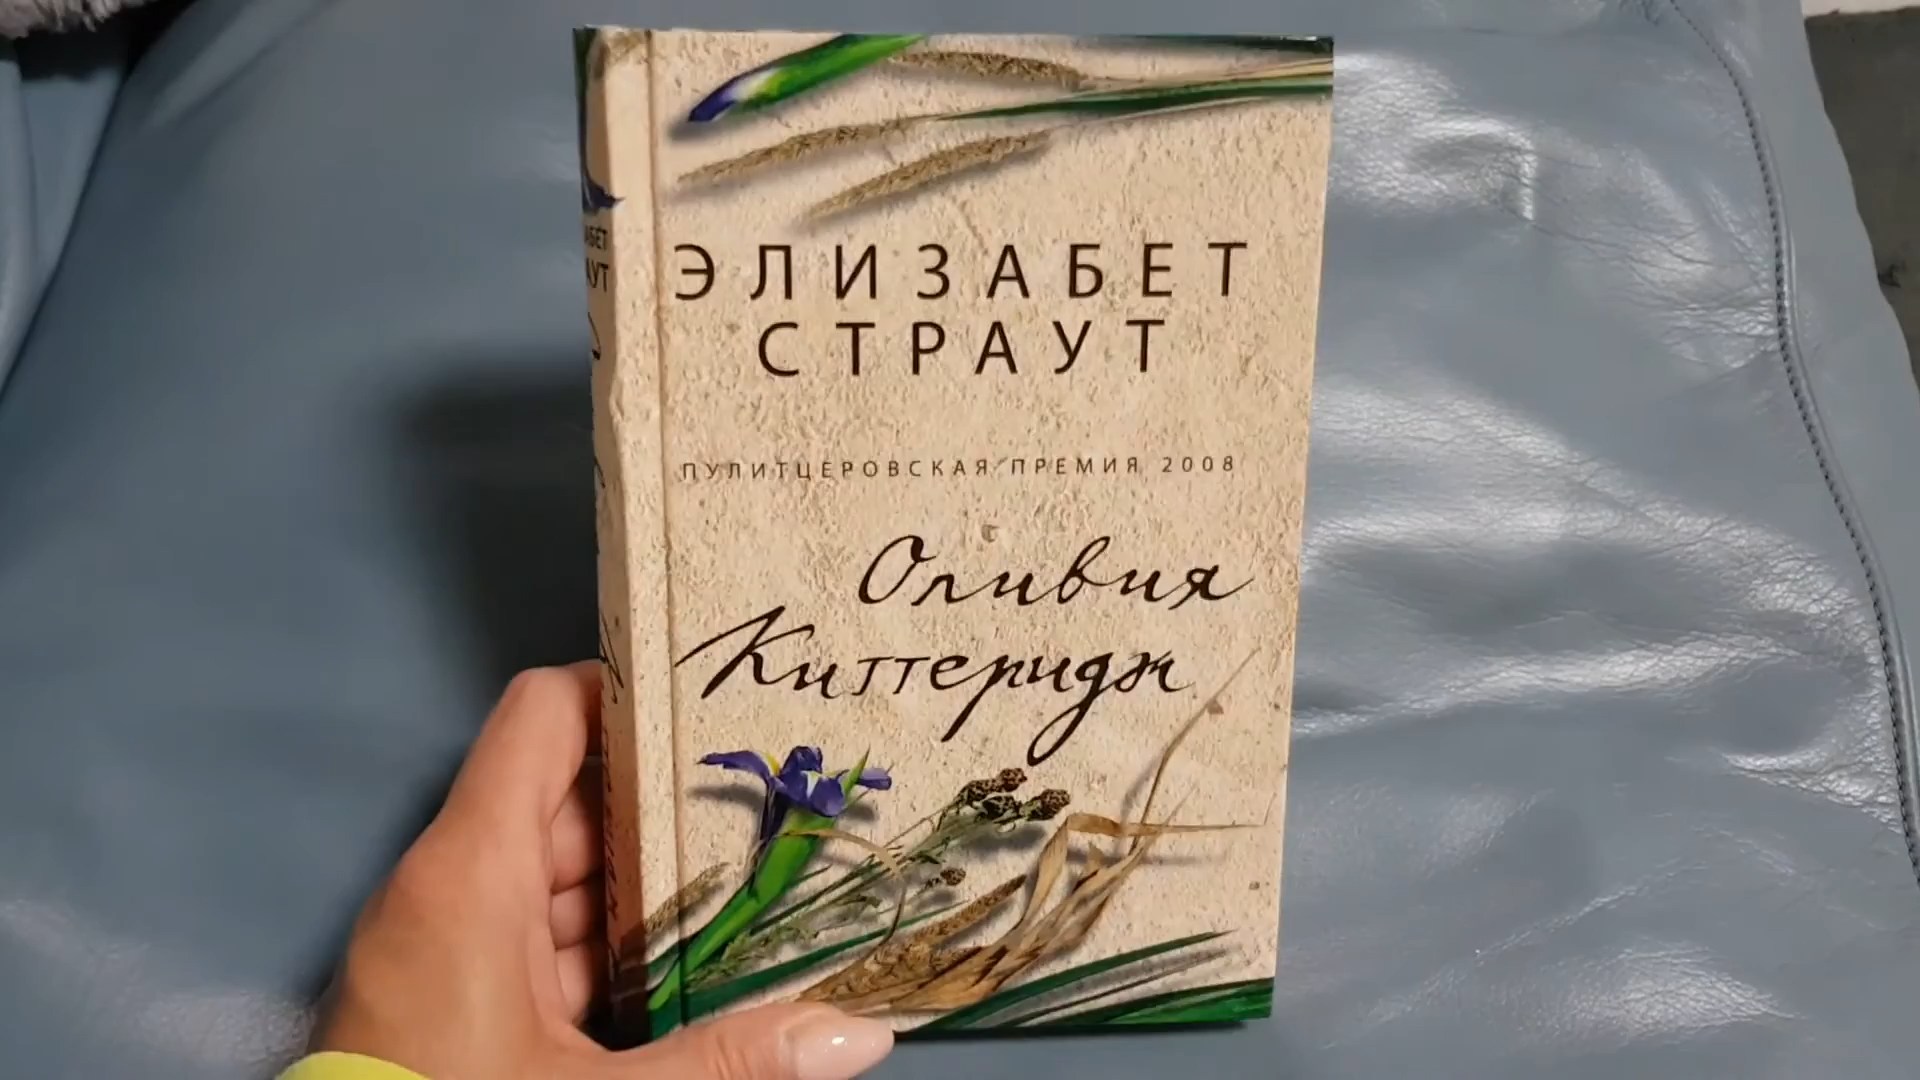 ЭЛИЗАБЕТ
СТРАУТ
ПУЛИТЦЕРОВСКАЯ ПРЕМИЯ 2008
Оливия
Киттеридж